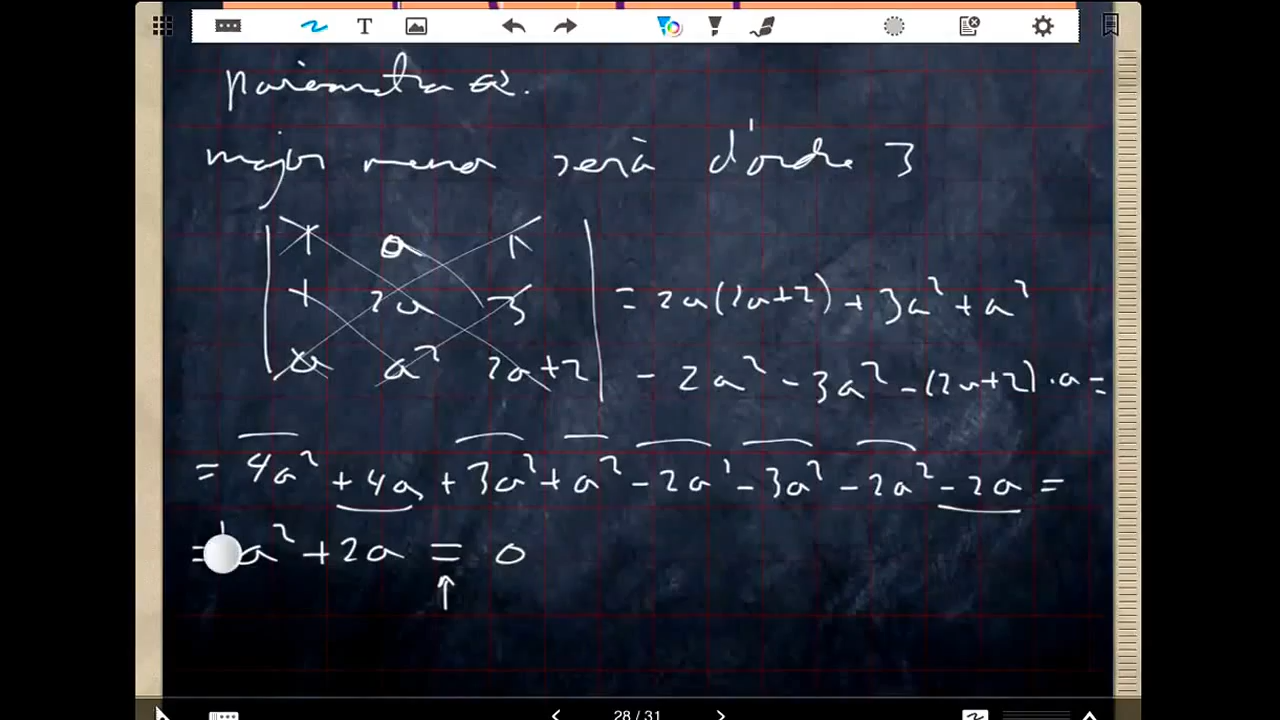 T
paràmetre a.
major menor serà d'ordre 3
1 a 1
1 2a 3 = 2a(2a+2) + 3a² + a²
a a² 2a+2 - 2a² - 3a² - (2a+2)·a =
= 4a² + 4a + 3a² + a² - 2a² - 3a² - 2a² - 2a =
= a² + 2a = 0
↑
28 / 31